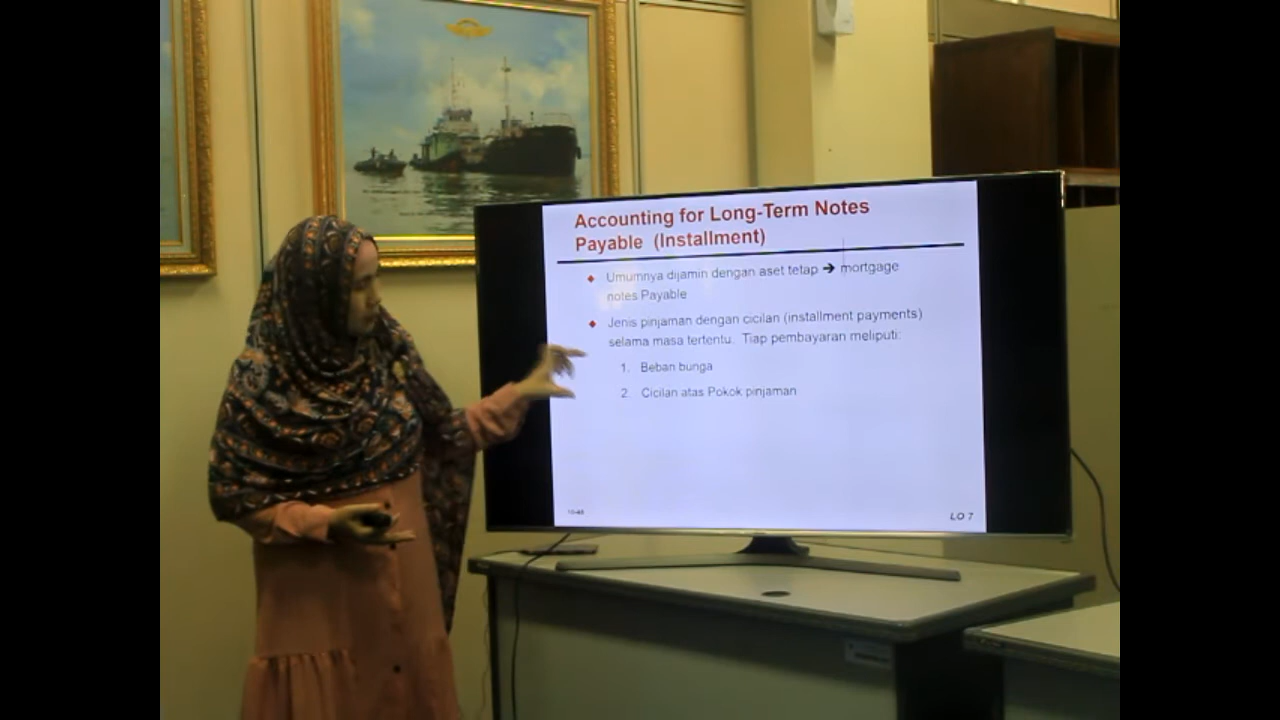 Accounting for Long-Term Notes
Payable (Installment)
Umumnya dijamin dengan aset tetap ➔ mortgage
notes Payable
Jenis pinjaman dengan cicilan (installment payments)
selama masa tertentu. Tiap pembayaran meliputi:
1. Beban bunga
2. Cicilan atas Pokok pinjaman
LO 7